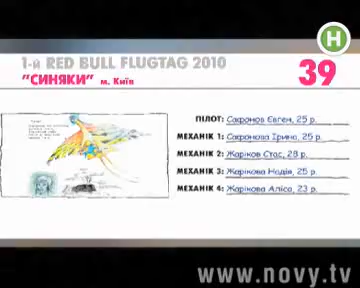 H
1-й RED BULL FLUGTAG 2010
"СИНЯКИ" м. Київ
39
ПІЛОТ: Сафронов Євген, 25 р.
МЕХАНІК 1: Сафронова Ірина, 25 р.
МЕХАНІК 2: Жаріков Стас, 28 р.
МЕХАНІК 3: Жарікова Надія, 25 р.
МЕХАНІК 4: Жарікова Аліса, 23 р.
www.novy.tv